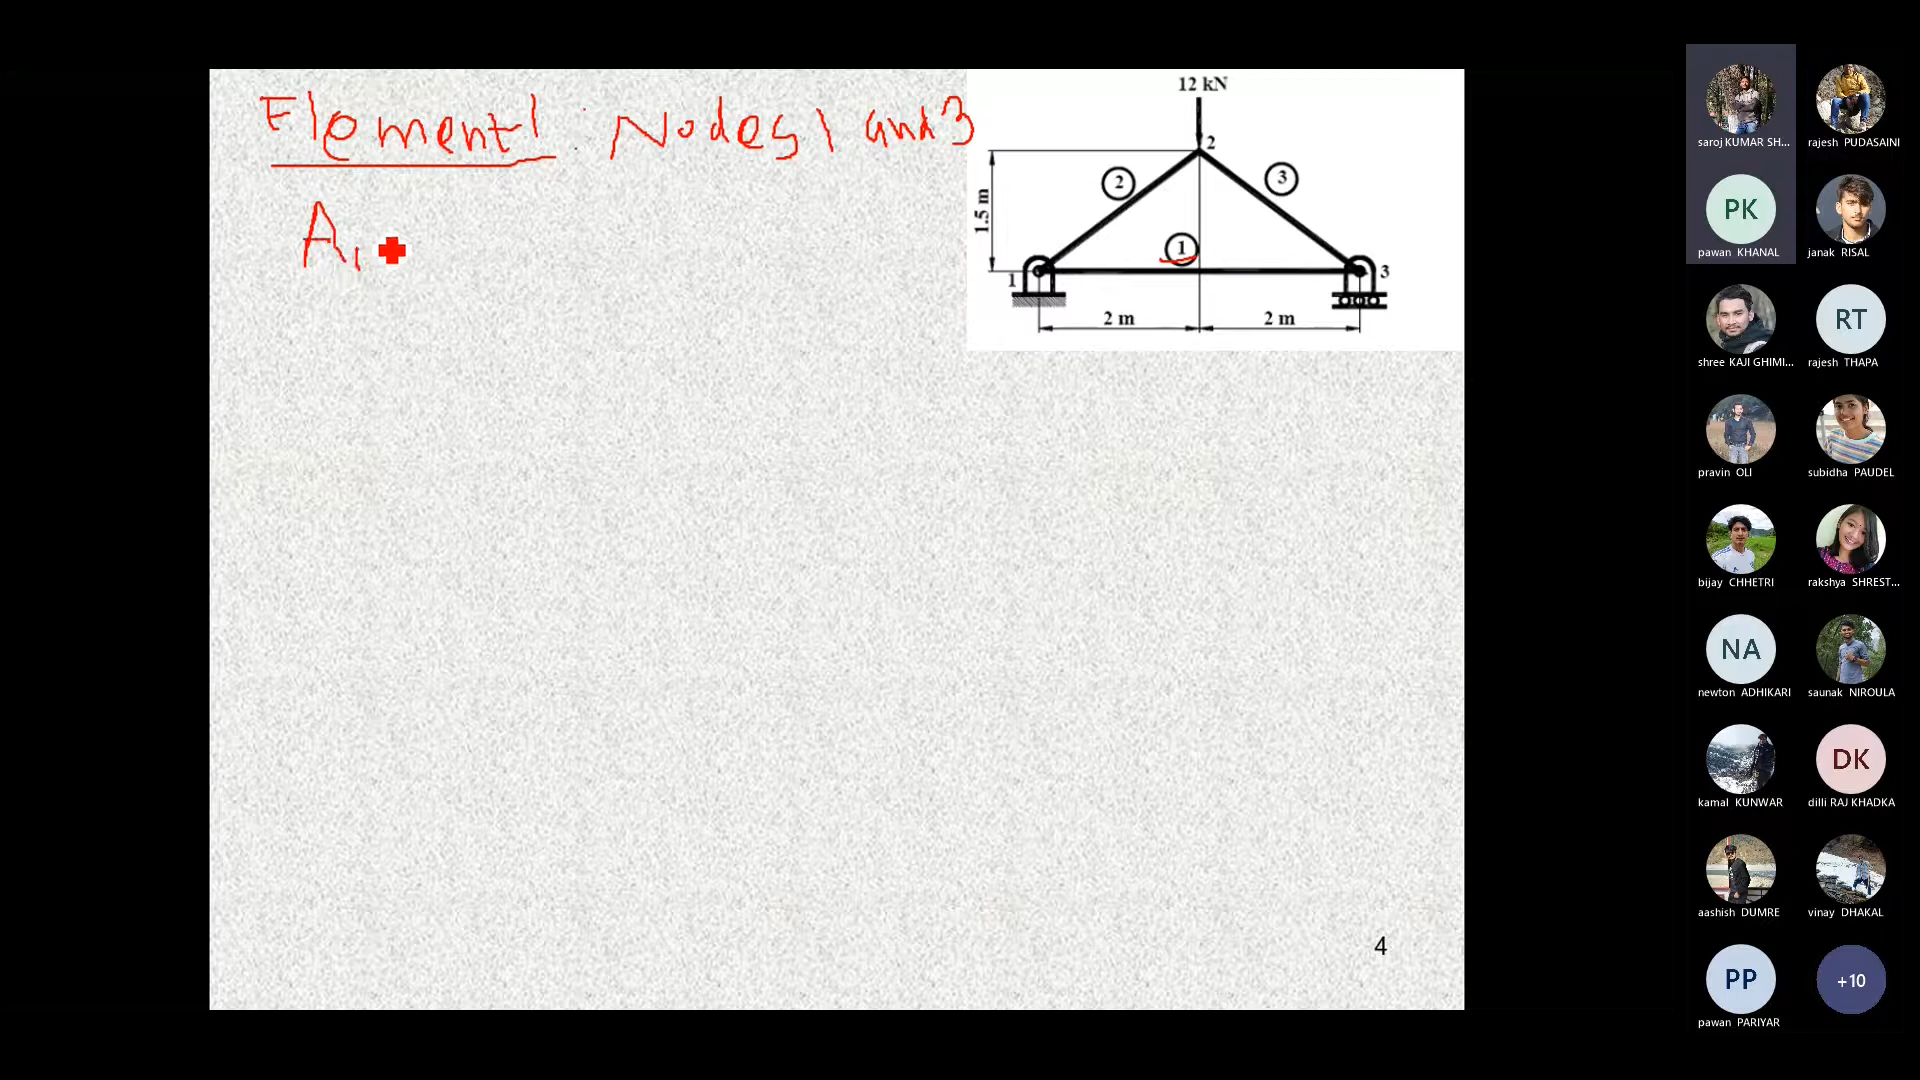 Element 1 : Nodes 1 and 3
A1
12 kN
2
2
3
1.5 m
1
1
3
2 m
2 m
4
saroj KUMAR SH...
rajesh PUDASAINI
PK
pawan KHANAL
janak RISAL
shree KAJI GHIMI...
RT
rajesh THAPA
pravin OLI
subidha PAUDEL
bijay CHHETRI
rakshya SHREST...
NA
newton ADHIKARI
saunak NIROULA
kamal KUNWAR
DK
dilli RAJ KHADKA
aashish DUMRE
vinay DHAKAL
PP
pawan PARIYAR
+10